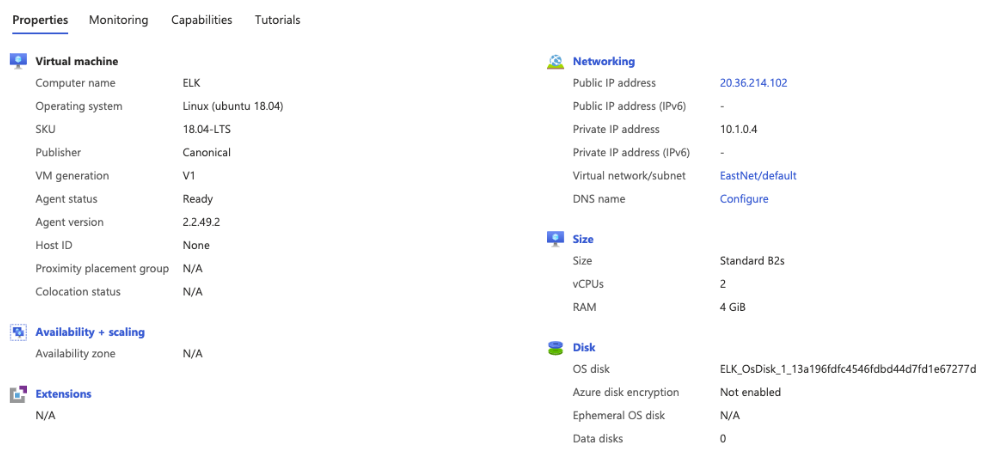 Properties Monitoring Capabilities Tutorials
Virtual machine
Computer name ELK
Operating system Linux (ubuntu 18.04)
SKU 18.04-LTS
Publisher Canonical
VM generation V1
Agent status Ready
Agent version 2.2.49.2
Host ID None
Proximity placement group N/A
Colocation status N/A
Availability + scaling
Availability zone N/A
Extensions
N/A
Networking
Public IP address 20.36.214.102
Public IP address (IPv6) -
Private IP address 10.1.0.4
Private IP address (IPv6) -
Virtual network/subnet EastNet/default
DNS name Configure
Size
Size Standard B2s
vCPUs 2
RAM 4 GiB
Disk
OS disk ELK_OsDisk_1_13a196fdfc4546fdbd44d7fd1e67277d
Azure disk encryption Not enabled
Ephemeral OS disk N/A
Data disks 0